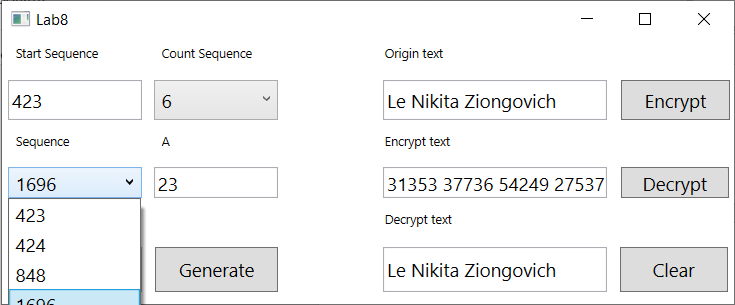 Lab8
Start Sequence Count Sequence Origin text
423 6 Le Nikita Ziongovich Encrypt
Sequence A Encrypt text
1696 23 31353 37736 54249 27537 Decrypt
423
Decrypt text
424
848 Generate Le Nikita Ziongovich Clear
1696